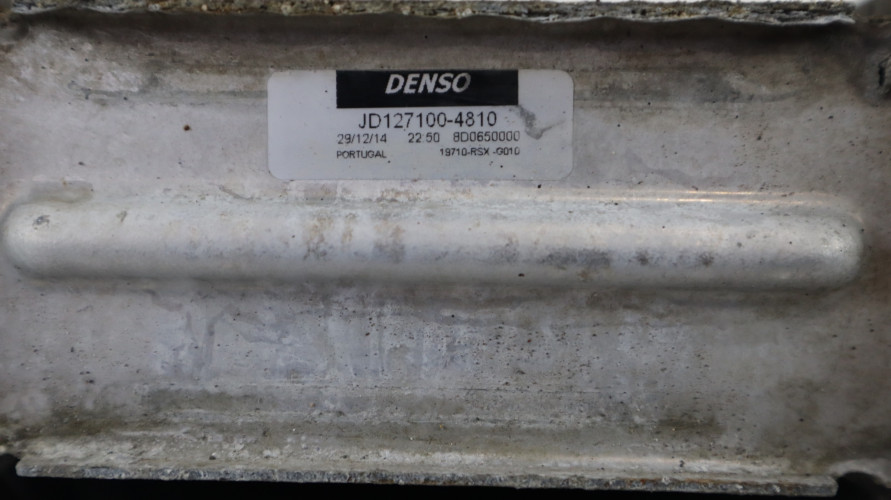 DENSO
JD127100-4810
29/12/14 22:50 8D0650000
PORTUGAL 19710-RSX -G010